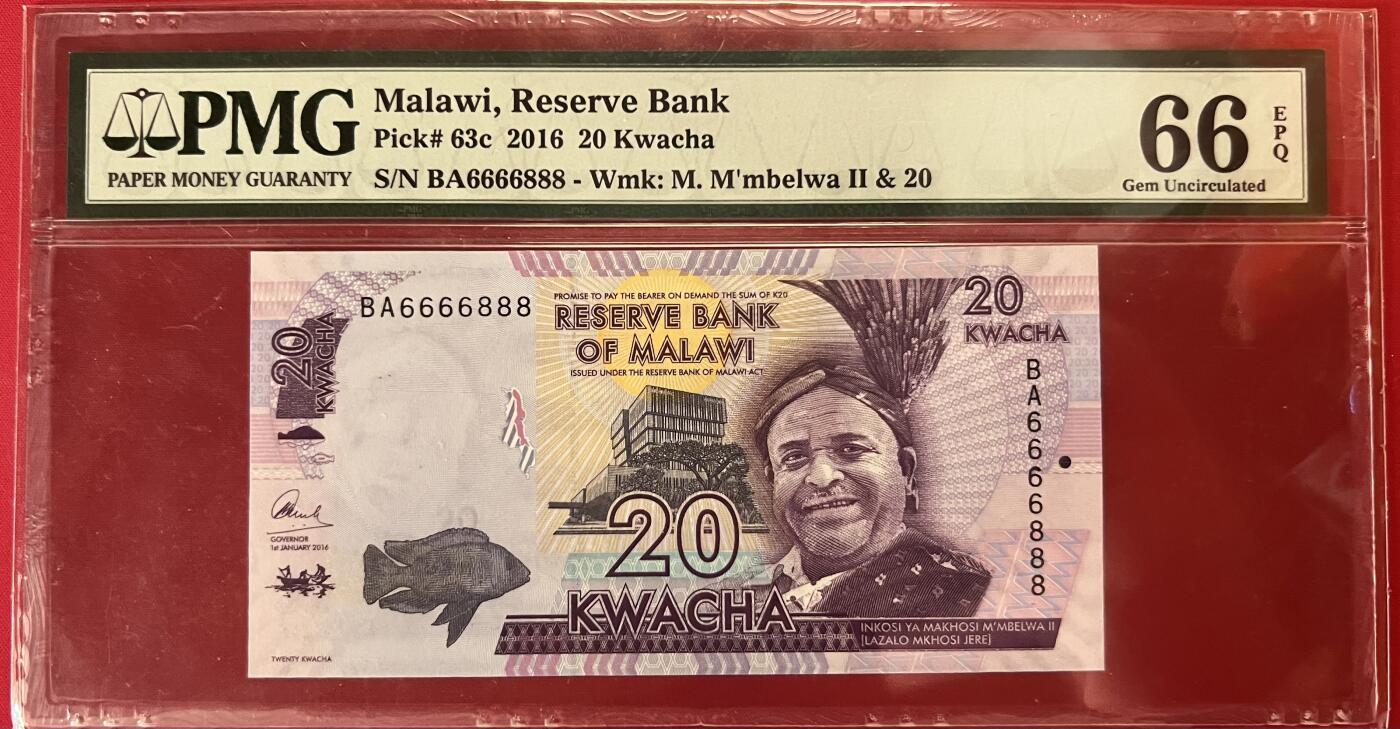 PMG
PAPER MONEY GUARANTY
Malawi, Reserve Bank
Pick# 63c 2016 20 Kwacha
S/N BA6666888 - Wmk: M. M'mbelwa II & 20
66
EPQ
Gem Uncirculated
BA6666888
20
KWACHA
PROMISE TO PAY THE BEARER ON DEMAND THE SUM OF K20
RESERVE BANK
OF MALAWI
ISSUED UNDER THE RESERVE BANK OF MALAWI ACT
20
KWACHA
BA6666888
GOVERNOR
1st JANUARY 2016
20
KWACHA
INKOSI YA MAKHOSI M'MBELWA II
[LAZALO MKHOSI JERE]
TWENTY KWACHA